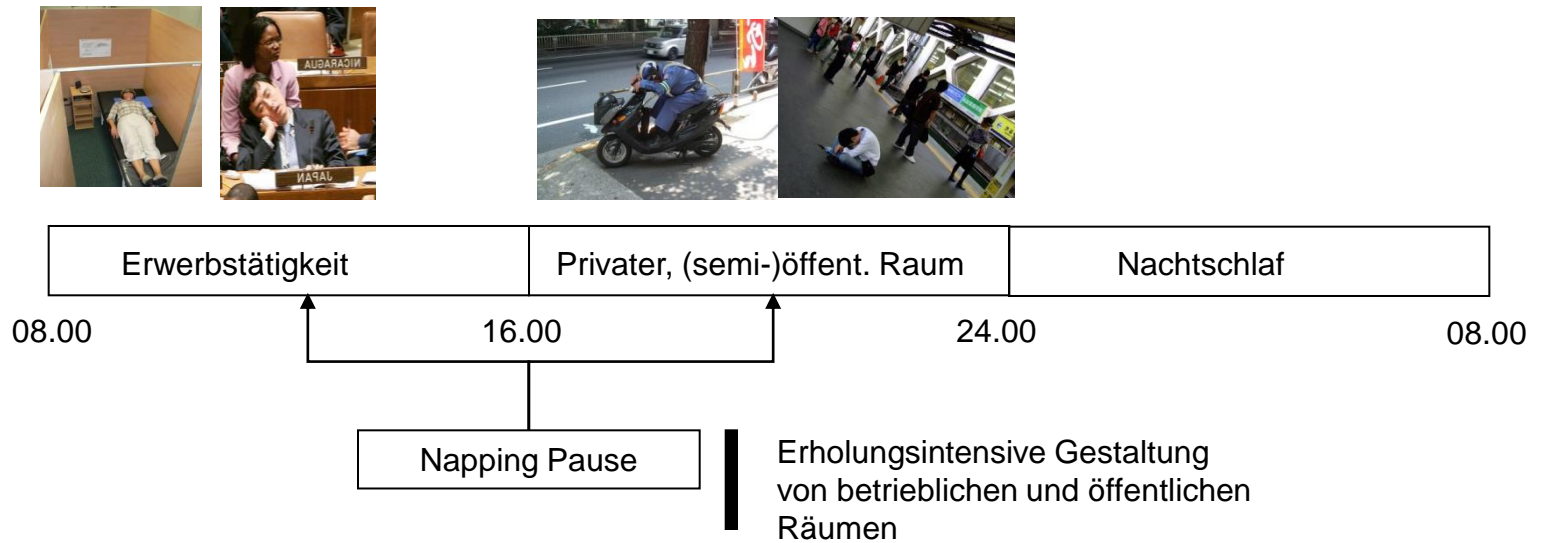 NICARAGUA
JAPAN
Erwerbstätigkeit
Privater, (semi-)öffent. Raum
Nachtschlaf
08.00
16.00
24.00
08.00
Napping Pause
Erholungsintensive Gestaltung
von betrieblichen und öffentlichen
Räumen